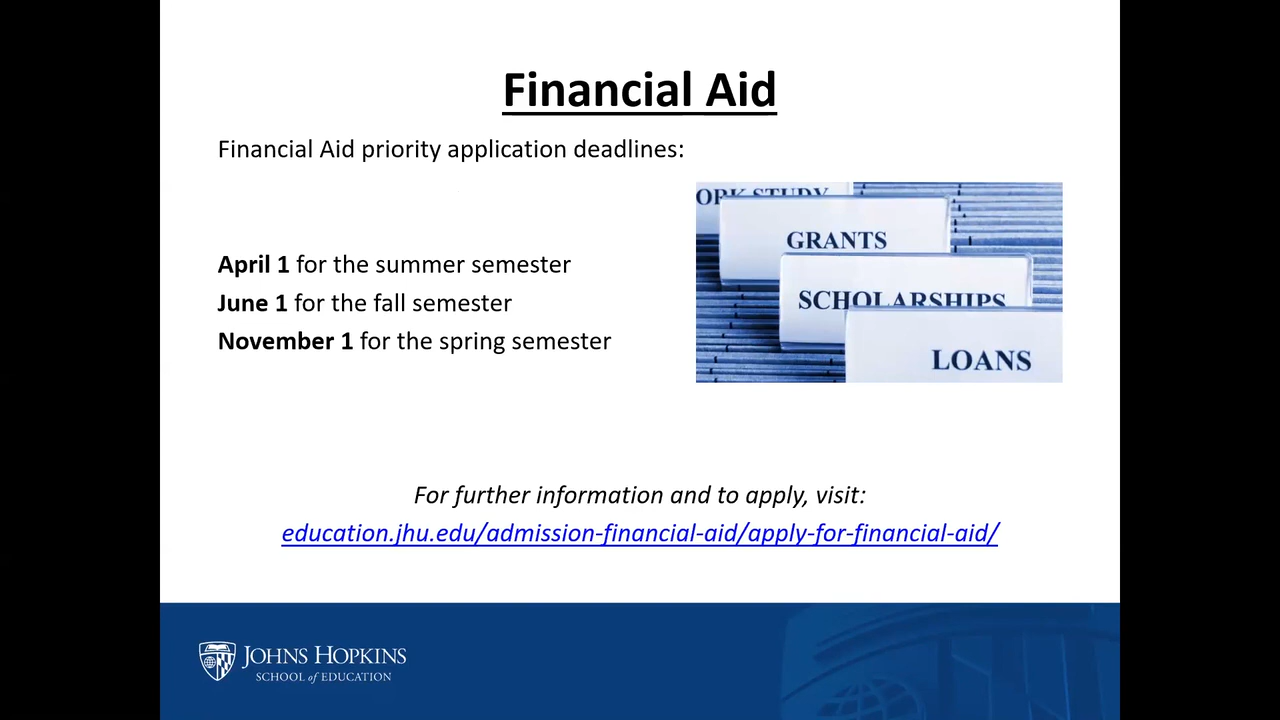 Financial Aid
Financial Aid priority application deadlines:
ORK STUDY
GRANTS
SCHOLARSHIPS
LOANS
April 1 for the summer semester
June 1 for the fall semester
November 1 for the spring semester
For further information and to apply, visit:
education.jhu.edu/admission-financial-aid/apply-for-financial-aid/
JOHNS HOPKINS
SCHOOL of EDUCATION